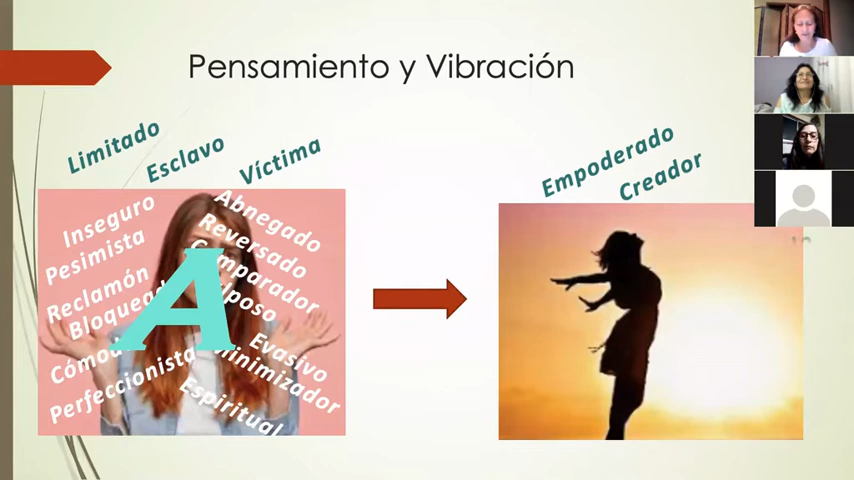 Pensamiento y Vibración
Limitado
Esclavo
Víctima
Empoderado
Creador
Inseguro
Pesimista
Reclamón
Perfeccionista
Abnegado
Reversado
Evasivo
Espiritual
A